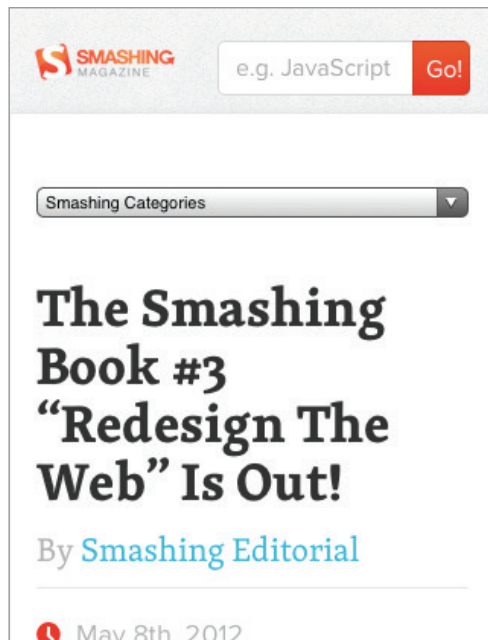 SMASHING
MAGAZINE
e.g. JavaScript
Go!
Smashing Categories
The Smashing
Book #3
“Redesign The
Web” Is Out!
By Smashing Editorial
May 8th, 2012